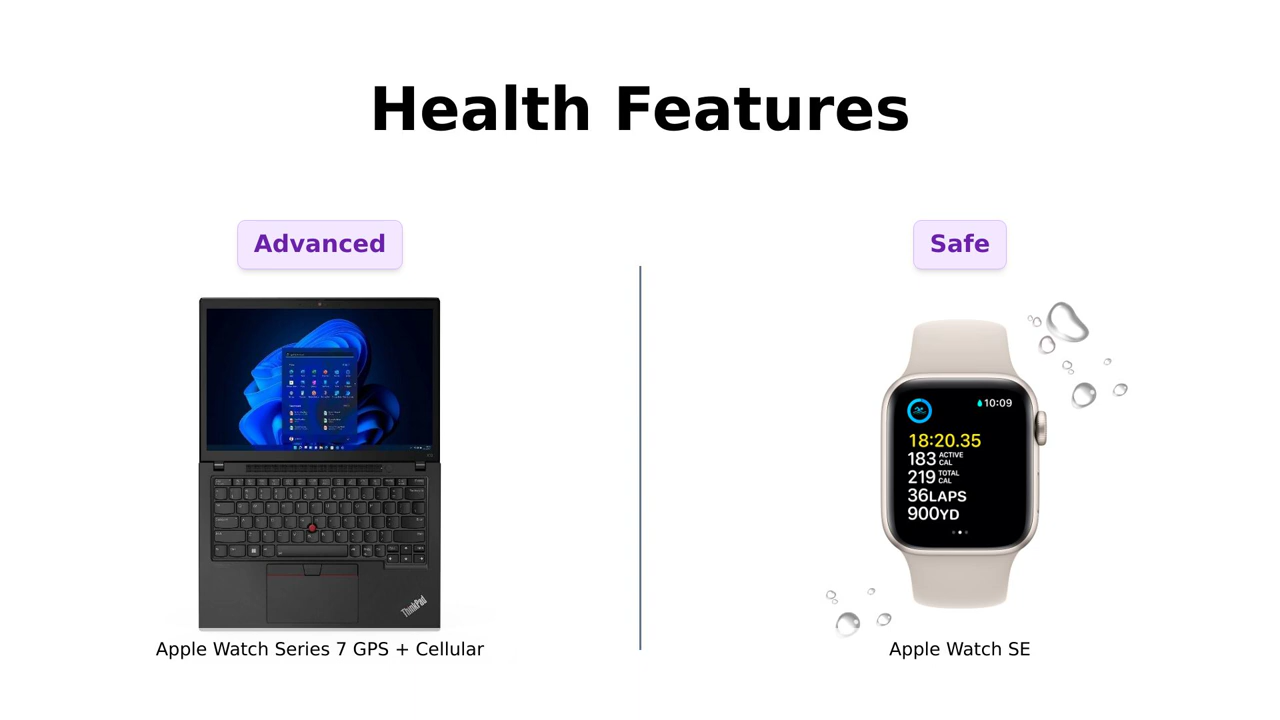 Health Features
Advanced
Safe
ThinkPad
Apple Watch Series 7 GPS + Cellular
10:09
18:20.35
183 ACTIVE CAL
219 TOTAL CAL
36LAPS
900YD
Apple Watch SE